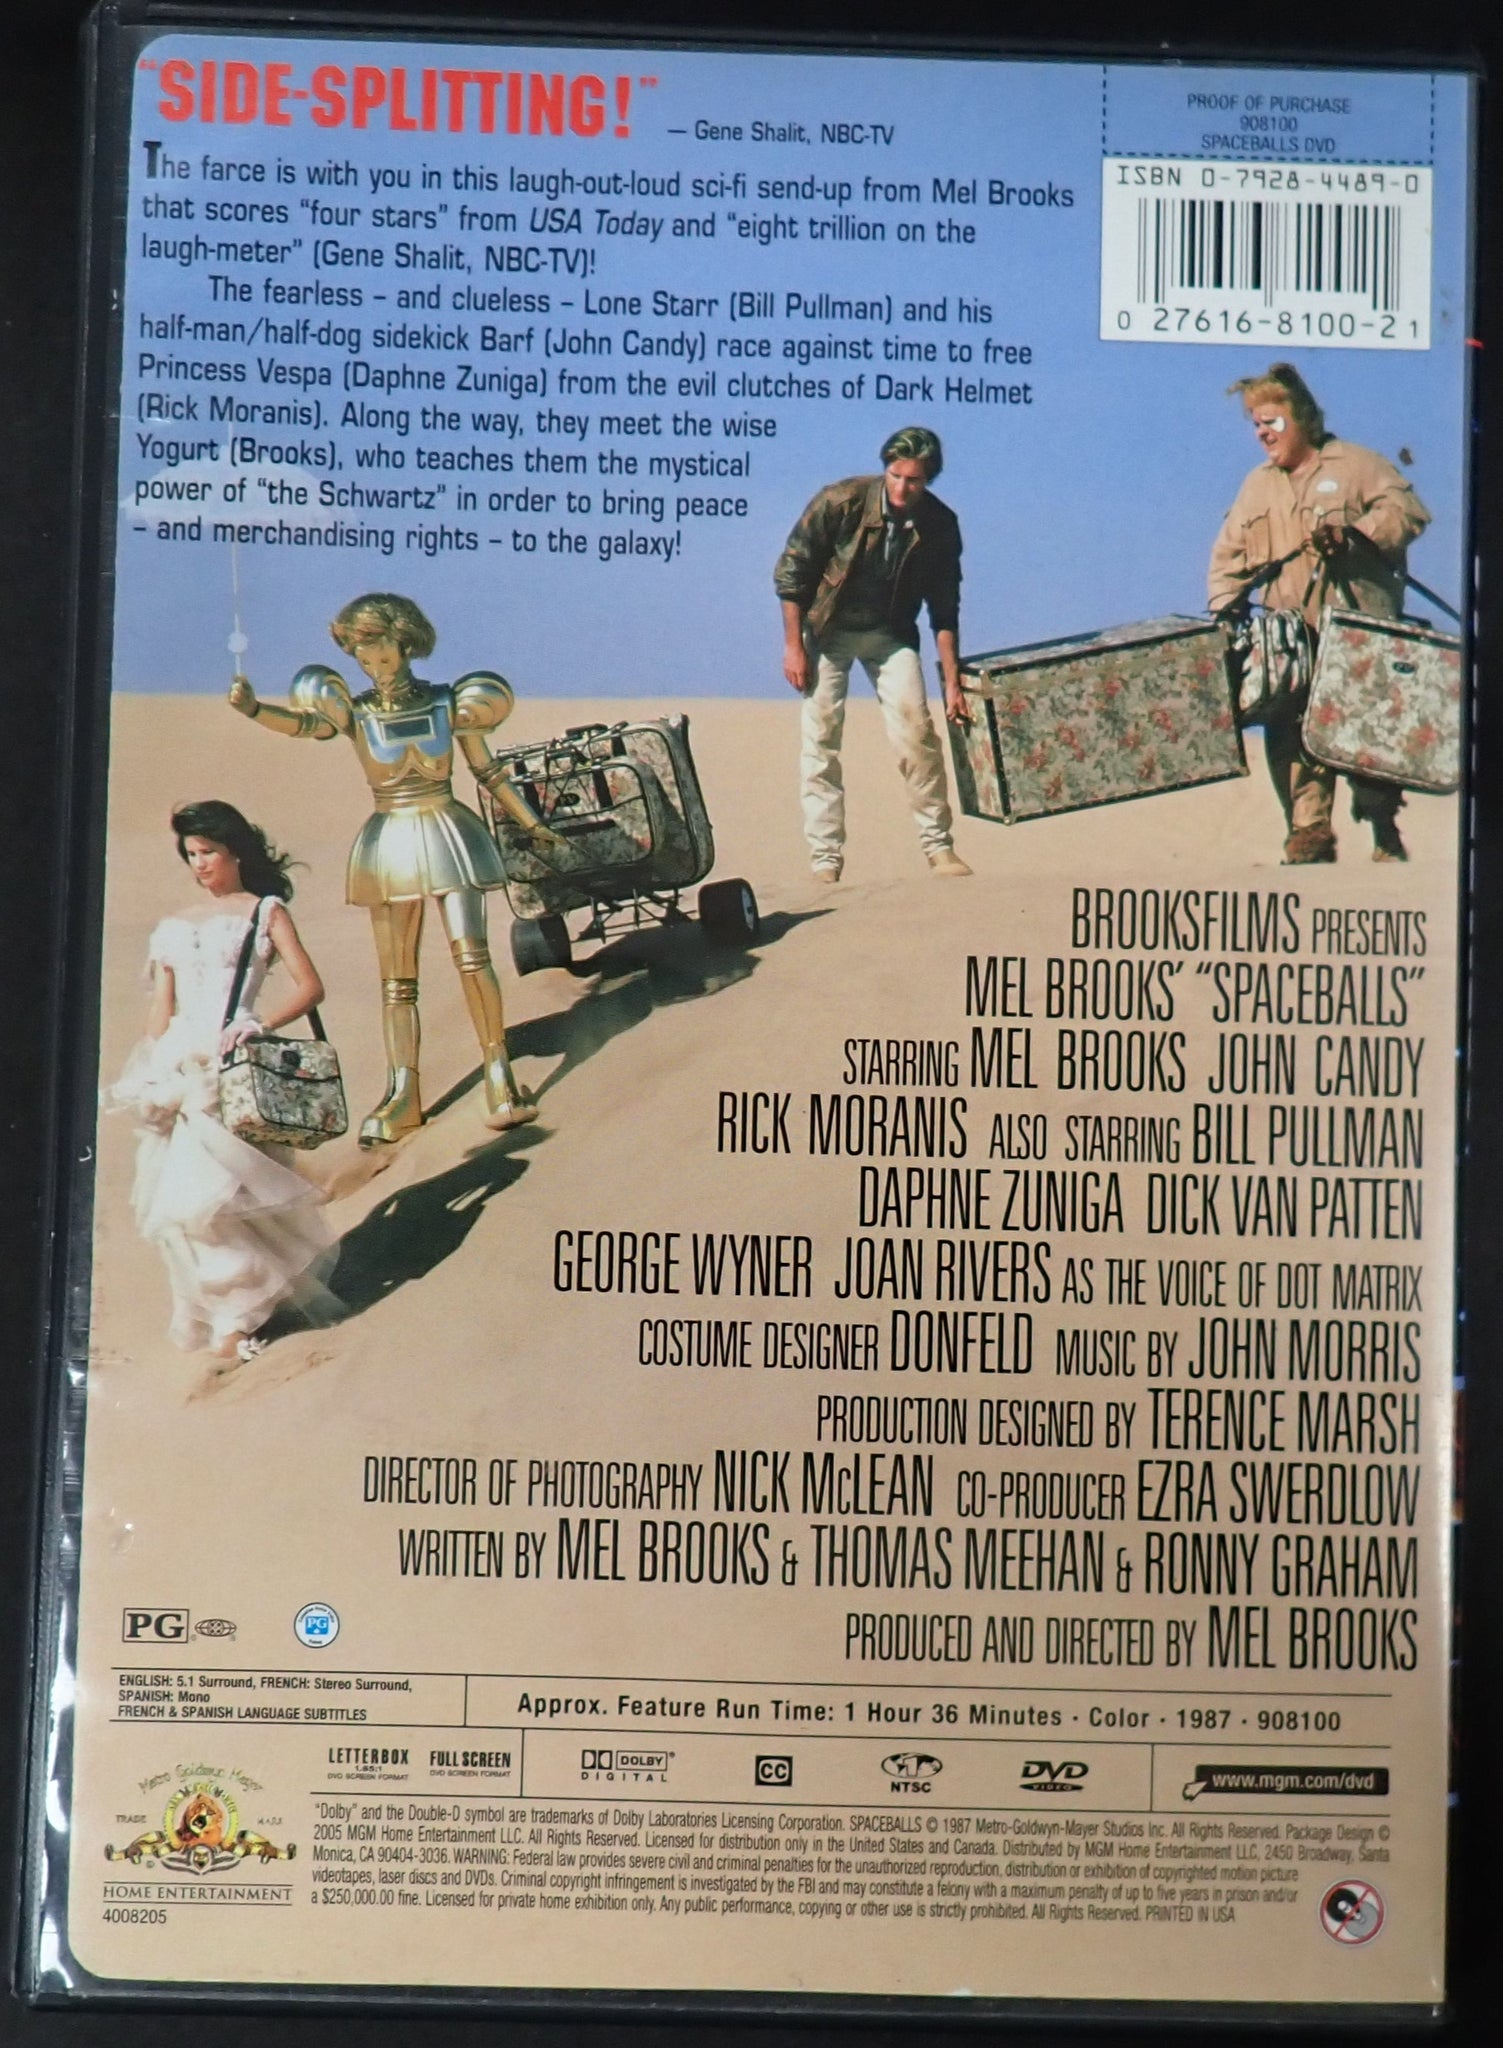 "SIDE-SPLITTING!" – Gene Shalit, NBC-TV
The farce is with you in this laugh-out-loud sci-fi send-up from Mel Brooks
that scores "four stars" from USA Today and "eight trillion on the
laugh-meter" (Gene Shalit, NBC-TV)!
The fearless – and clueless – Lone Starr (Bill Pullman) and his
half-man/half-dog sidekick Barf (John Candy) race against time to free
Princess Vespa (Daphne Zuniga) from the evil clutches of Dark Helmet
(Rick Moranis). Along the way, they meet the wise
Yogurt (Brooks), who teaches them the mystical
power of "the Schwartz" in order to bring peace
– and merchandising rights – to the galaxy!
PROOF OF PURCHASE
908100
SPACEBALLS DVD
ISBN 0-7928-4489-0
0 27616-8100-2 1
BROOKSFILMS PRESENTS
MEL BROOKS' "SPACEBALLS"
STARRING MEL BROOKS JOHN CANDY
RICK MORANIS ALSO STARRING BILL PULLMAN
DAPHNE ZUNIGA DICK VAN PATTEN
GEORGE WYNER JOAN RIVERS AS THE VOICE OF DOT MATRIX
COSTUME DESIGNER DONFELD MUSIC BY JOHN MORRIS
PRODUCTION DESIGNED BY TERENCE MARSH
DIRECTOR OF PHOTOGRAPHY NICK McLEAN CO-PRODUCER EZRA SWERDLOW
WRITTEN BY MEL BROOKS & THOMAS MEEHAN & RONNY GRAHAM
PRODUCED AND DIRECTED BY MEL BROOKS
PG
PG
ENGLISH: 5.1 Surround, FRENCH: Stereo Surround,
SPANISH: Mono
FRENCH & SPANISH LANGUAGE SUBTITLES
Approx. Feature Run Time: 1 Hour 36 Minutes · Color · 1987 · 908100
LETTERBOX
1.85:1
DVD SCREEN FORMAT
FULL SCREEN
DVD SCREEN FORMAT
DOLBY
DIGITAL
CC
NTSC
DVD
VIDEO
www.mgm.com/dvd
Metro Goldwyn Mayer
TRADE MARK
HOME ENTERTAINMENT
4008205
"Dolby" and the Double-D symbol are trademarks of Dolby Laboratories Licensing Corporation. SPACEBALLS © 1987 Metro-Goldwyn-Mayer Studios Inc. All Rights Reserved. Package Design ©
2005 MGM Home Entertainment LLC. All Rights Reserved. Licensed for distribution only in the United States and Canada. Distributed by MGM Home Entertainment LLC, 2450 Broadway, Santa
Monica, CA 90404-3036. WARNING: Federal law provides severe civil and criminal penalties for the unauthorized reproduction, distribution or exhibition of copyrighted motion picture
videotapes, laser discs and DVDs. Criminal copyright infringement is investigated by the FBI and may constitute a felony with a maximum penalty of up to five years in prison and/or
a $250,000.00 fine. Licensed for private home exhibition only. Any public performance, copying or other use is strictly prohibited. All Rights Reserved. PRINTED IN USA